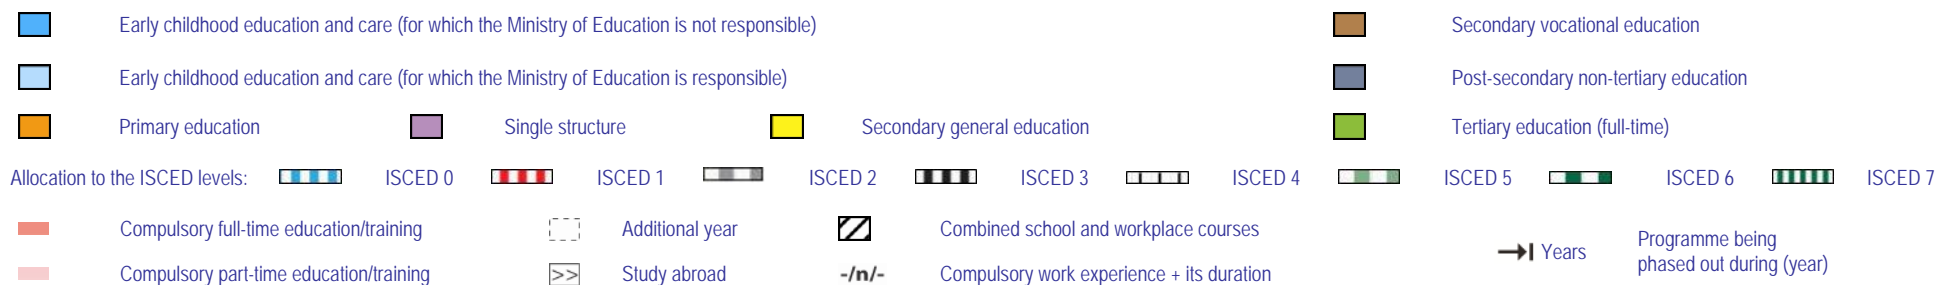 Early childhood education and care (for which the Ministry of Education is not responsible)
Secondary vocational education
Early childhood education and care (for which the Ministry of Education is responsible)
Post-secondary non-tertiary education
Primary education
Single structure
Secondary general education
Tertiary education (full-time)
Allocation to the ISCED levels: ISCED 0 ISCED 1 ISCED 2 ISCED 3 ISCED 4 ISCED 5 ISCED 6 ISCED 7
Compulsory full-time education/training
Additional year
Combined school and workplace courses
Compulsory part-time education/training
>> Study abroad
-/n/- Compulsory work experience + its duration
Years
Programme being
phased out during (year)